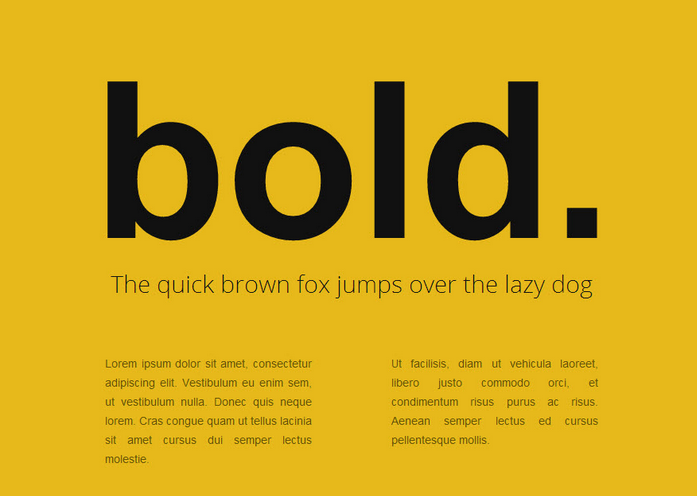 bold.
The quick brown fox jumps over the lazy dog
Lorem ipsum dolor sit amet, consectetur
adipiscing elit. Vestibulum eu enim sem,
ut vestibulum nulla. Donec quis neque
lorem. Cras congue quam ut tellus lacinia
sit amet cursus dui semper lectus
molestie.
Ut facilisis, diam ut vehicula laoreet,
libero justo commodo orci, et
condimentum risus purus ac risus.
Aenean semper lectus ed cursus
pellentesque mollis.